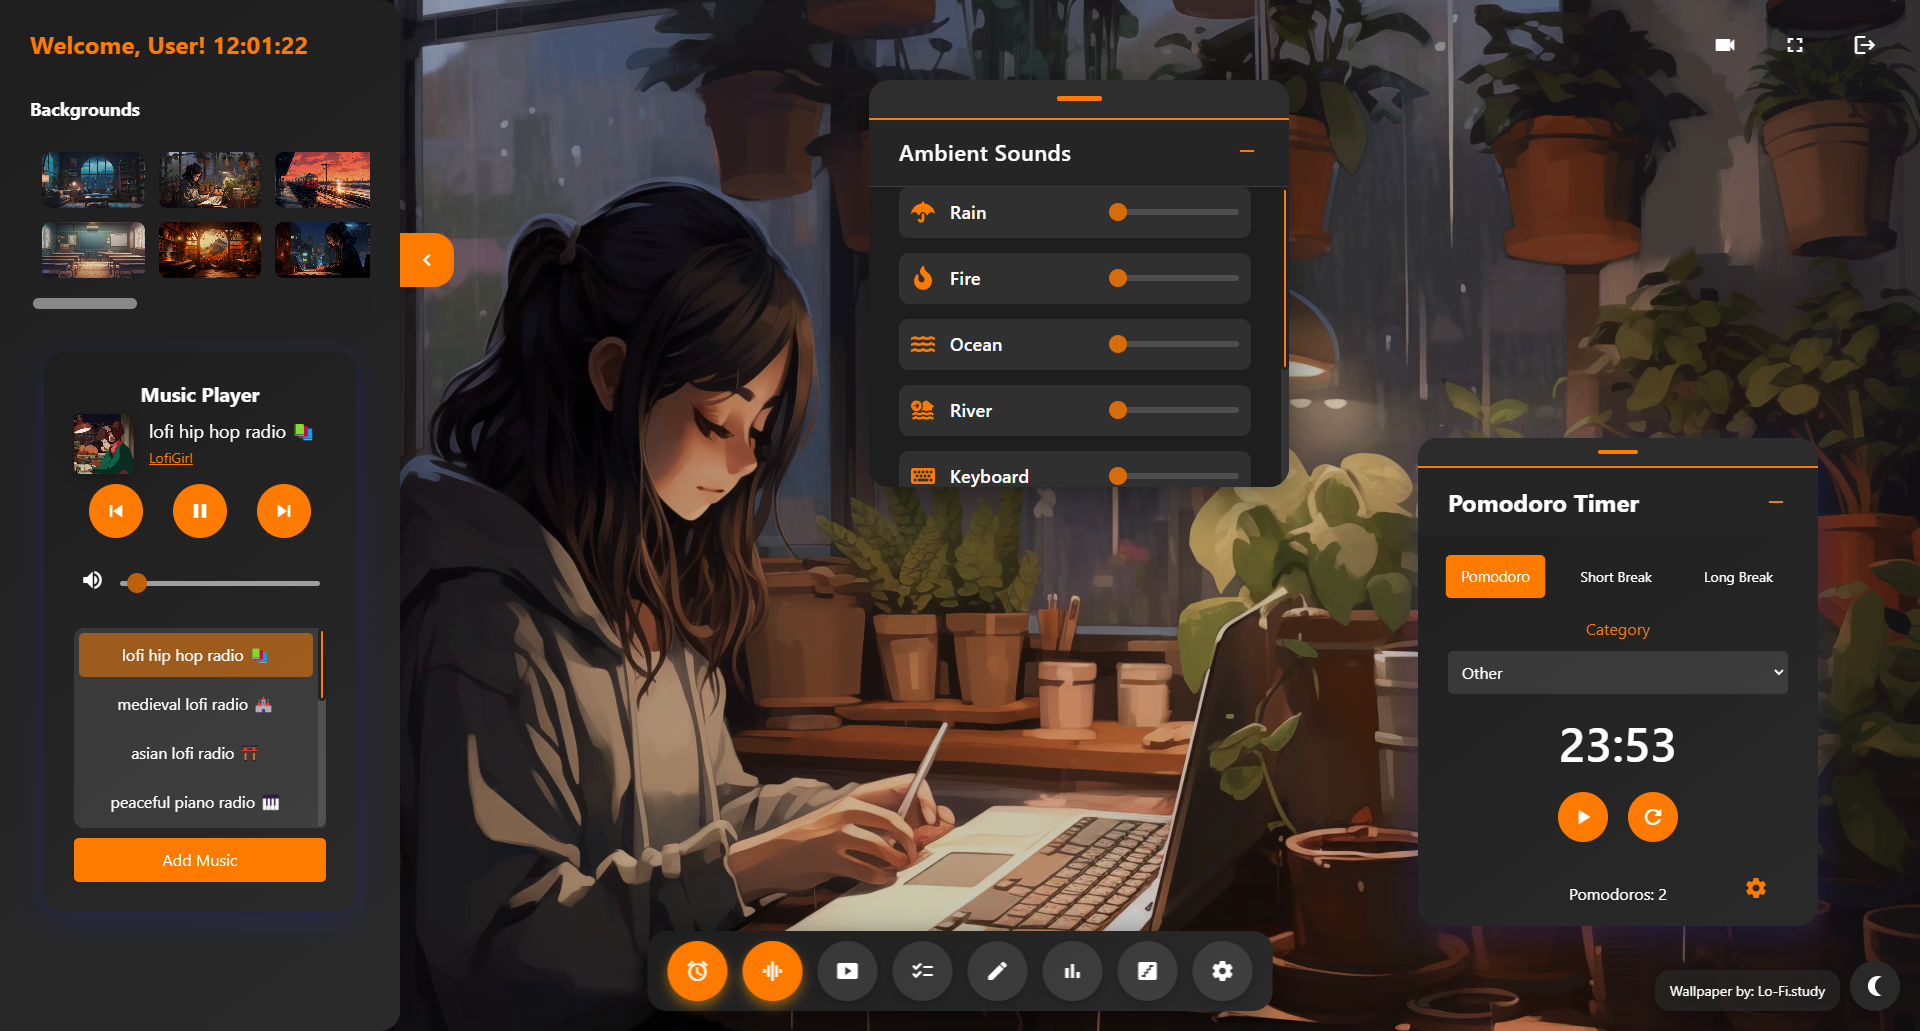 Welcome, User! 12:01:22
Backgrounds
Music Player
lofi hip hop radio 📚
LofiGirl
lofi hip hop radio 📚
medieval lofi radio 🏰
asian lofi radio ⛩️
peaceful piano radio 🎹
Add Music
Ambient Sounds
Rain
Fire
Ocean
River
Keyboard
Pomodoro Timer
Pomodoro
Short Break
Long Break
Category
Other
23:53
Pomodoros: 2
Wallpaper by: Lo-Fi.study